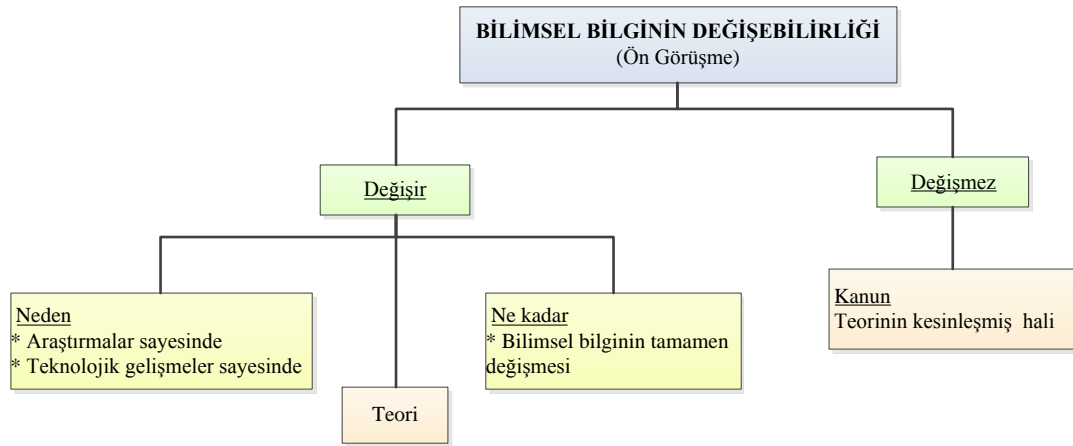 BİLİMSEL BİLGİNİN DEĞİŞEBİLİRLİĞİ
(Ön Görüşme)
Değişir
Değişmez
Neden
* Araştırmalar sayesinde
* Teknolojik gelişmeler sayesinde
Teori
Ne kadar
* Bilimsel bilginin tamamen
değişmesi
Kanun
Teorinin kesinleşmiş hali